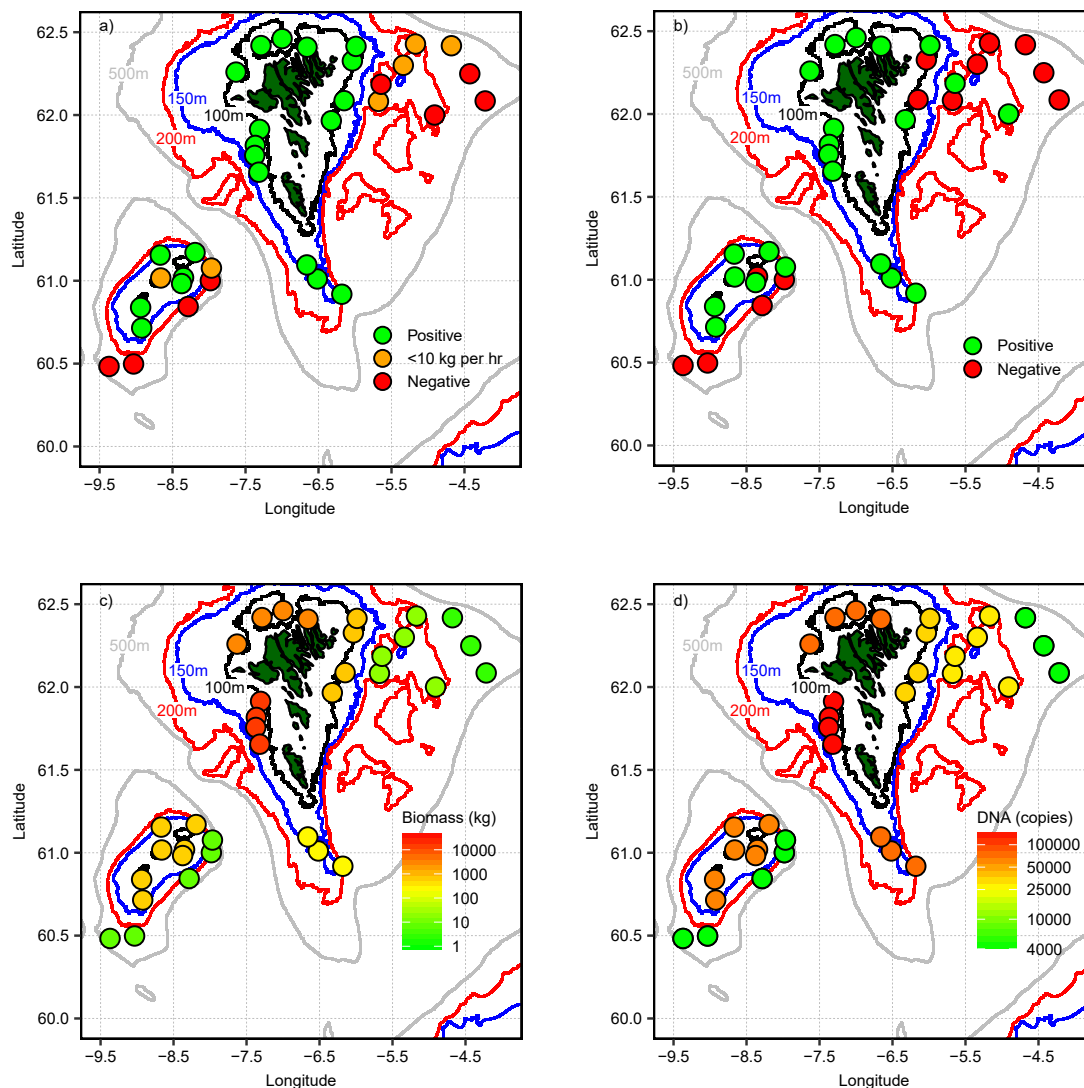 a)
62.5
62.0
61.5
61.0
60.5
60.0
Latitude
500m
150m
100m
200m
Positive
<10 kg per hr
Negative
−9.5 −8.5 −7.5 −6.5 −5.5 −4.5
Longitude
b)
62.5
62.0
61.5
61.0
60.5
60.0
Latitude
500m
150m
100m
200m
Positive
Negative
−9.5 −8.5 −7.5 −6.5 −5.5 −4.5
Longitude
c)
62.5
62.0
61.5
61.0
60.5
60.0
Latitude
500m
150m
100m
200m
Biomass (kg)
10000
1000
100
10
1
−9.5 −8.5 −7.5 −6.5 −5.5 −4.5
Longitude
d)
62.5
62.0
61.5
61.0
60.5
60.0
Latitude
500m
150m
100m
200m
DNA (copies)
100000
50000
25000
10000
4000
−9.5 −8.5 −7.5 −6.5 −5.5 −4.5
Longitude